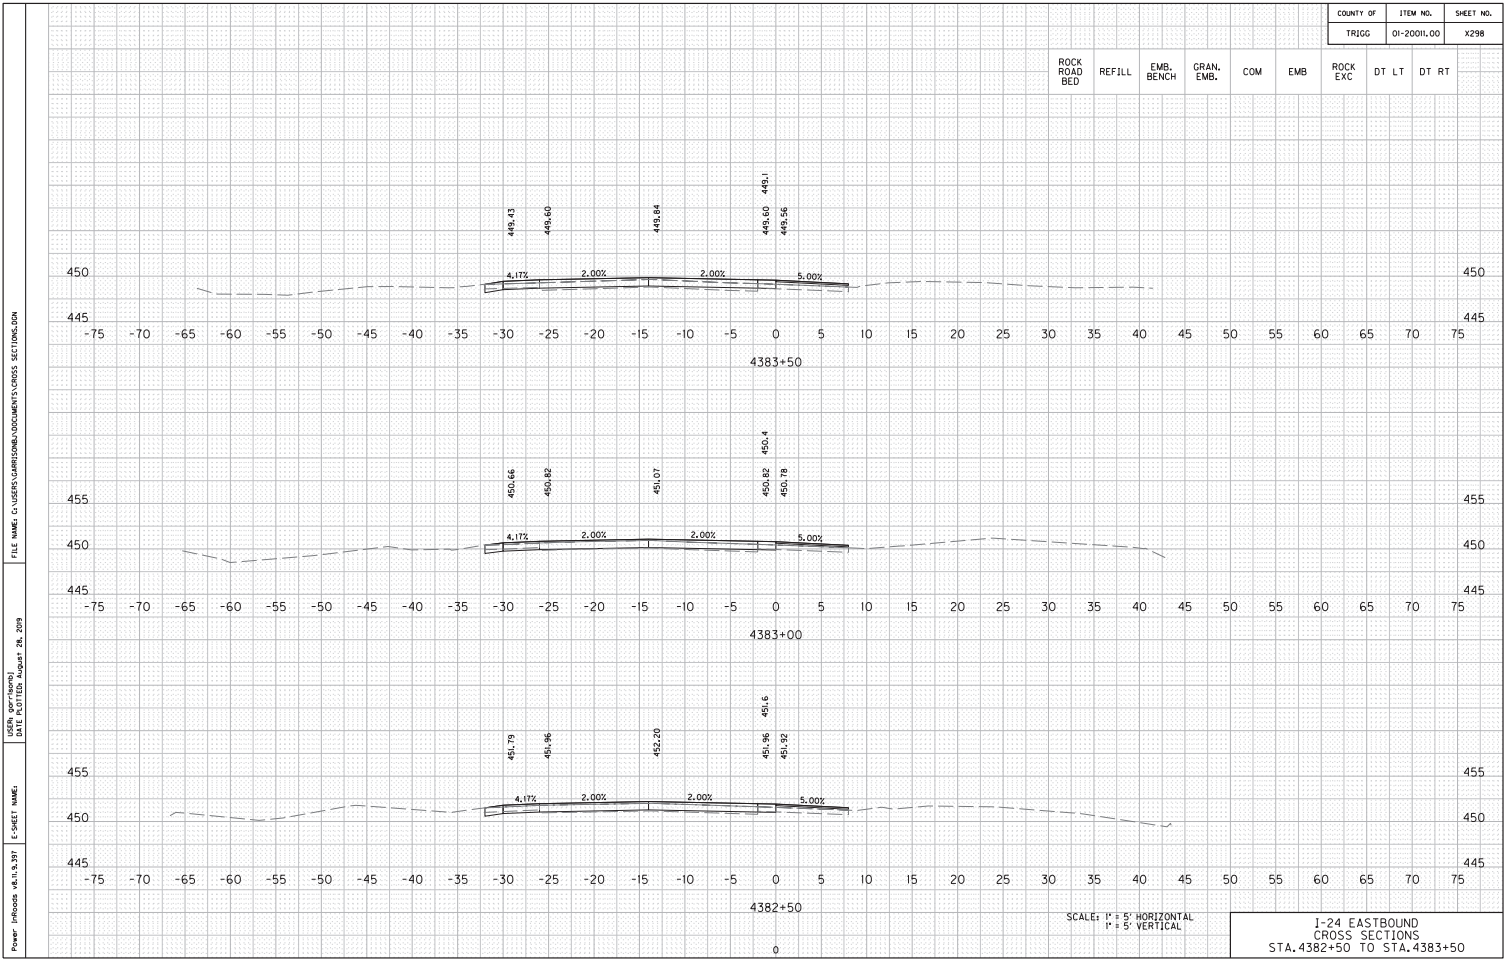 COUNTY OF ITEM NO. SHEET NO.
TRIGG 01-20011.00 X298
ROCK ROAD BED REFILL EMB. BENCH GRAN. EMB. COM EMB ROCK EXC DT LT DT RT
449.1
449.43 449.60 449.84 449.60 449.56
4.17% 2.00% 2.00% 5.00%
450 450
445 445
-75 -70 -65 -60 -55 -50 -45 -40 -35 -30 -25 -20 -15 -10 -5 0 5 10 15 20 25 30 35 40 45 50 55 60 65 70 75
4383+50
450.4
450.66 450.82 451.07 450.82 450.78
455 455
4.17% 2.00% 2.00% 5.00%
450 450
445 445
-75 -70 -65 -60 -55 -50 -45 -40 -35 -30 -25 -20 -15 -10 -5 0 5 10 15 20 25 30 35 40 45 50 55 60 65 70 75
4383+00
451.6
451.79 451.96 452.20 451.96 451.92
455 455
4.17% 2.00% 2.00% 5.00%
450 450
445 445
-75 -70 -65 -60 -55 -50 -45 -40 -35 -30 -25 -20 -15 -10 -5 0 5 10 15 20 25 30 35 40 45 50 55 60 65 70 75
4382+50
0
SCALE: 1" = 5' HORIZONTAL
1" = 5' VERTICAL
I-24 EASTBOUND
CROSS SECTIONS
STA. 4382+50 TO STA. 4383+50
FILE NAME: C:\USERS\GARRISONBJ\DOCUMENTS\CROSS SECTIONS.DGN
USER: garrisonbj
DATE PLOTTED: August 28, 2019
E-SHEET NAME:
Power InRoads v8.11.9.397